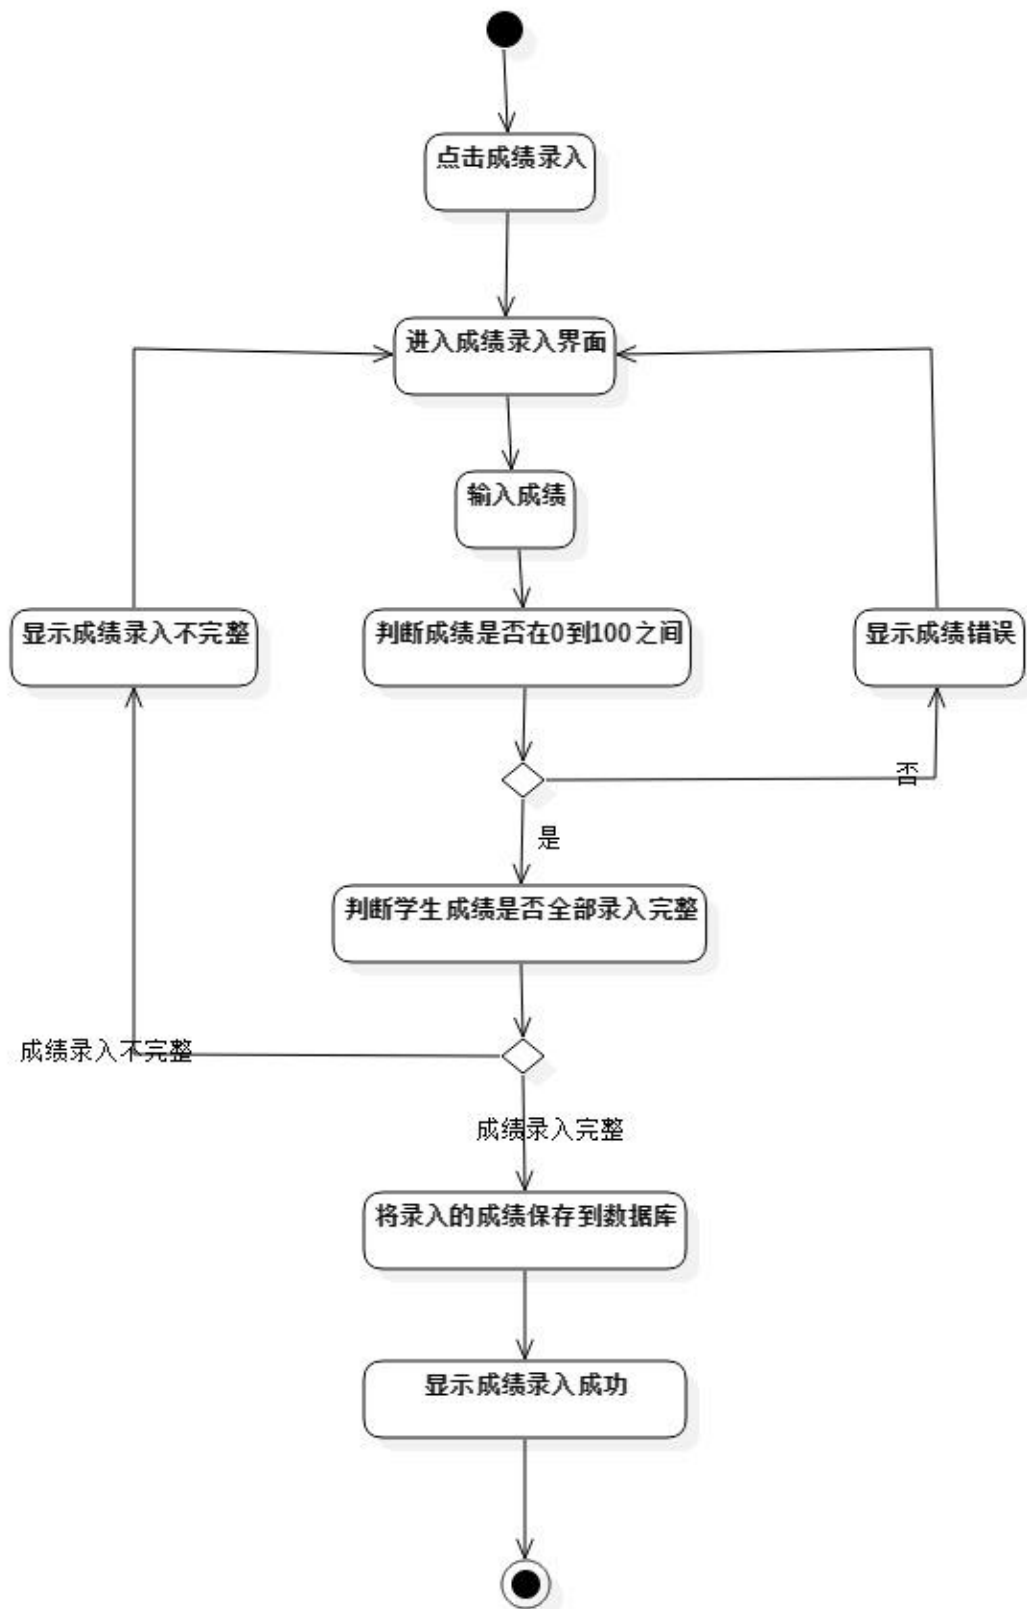 点击成绩录入
进入成绩录入界面
输入成绩
显示成绩录入不完整
判断成绩是否在0到100之间
显示成绩错误
否
是
判断学生成绩是否全部录入完整
成绩录入不完整
成绩录入完整
将录入的成绩保存到数据库
显示成绩录入成功